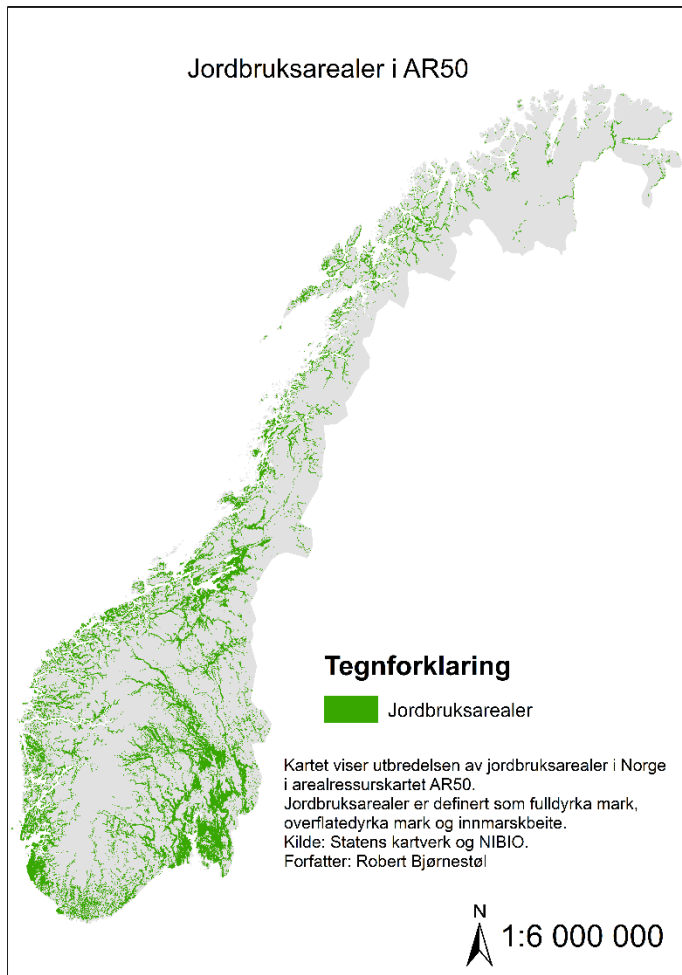 Jordbruksarealer i AR50
Tegnforklaring
Jordbruksarealer
Kartet viser utbredelsen av jordbruksarealer i Norge
i arealressurskartet AR50.
Jordbruksarealer er definert som fulldyrka mark,
overflatedyrka mark og innmarskbeite.
Kilde: Statens kartverk og NIBIO.
Forfatter: Robert Bjørnestøl
N
1:6 000 000